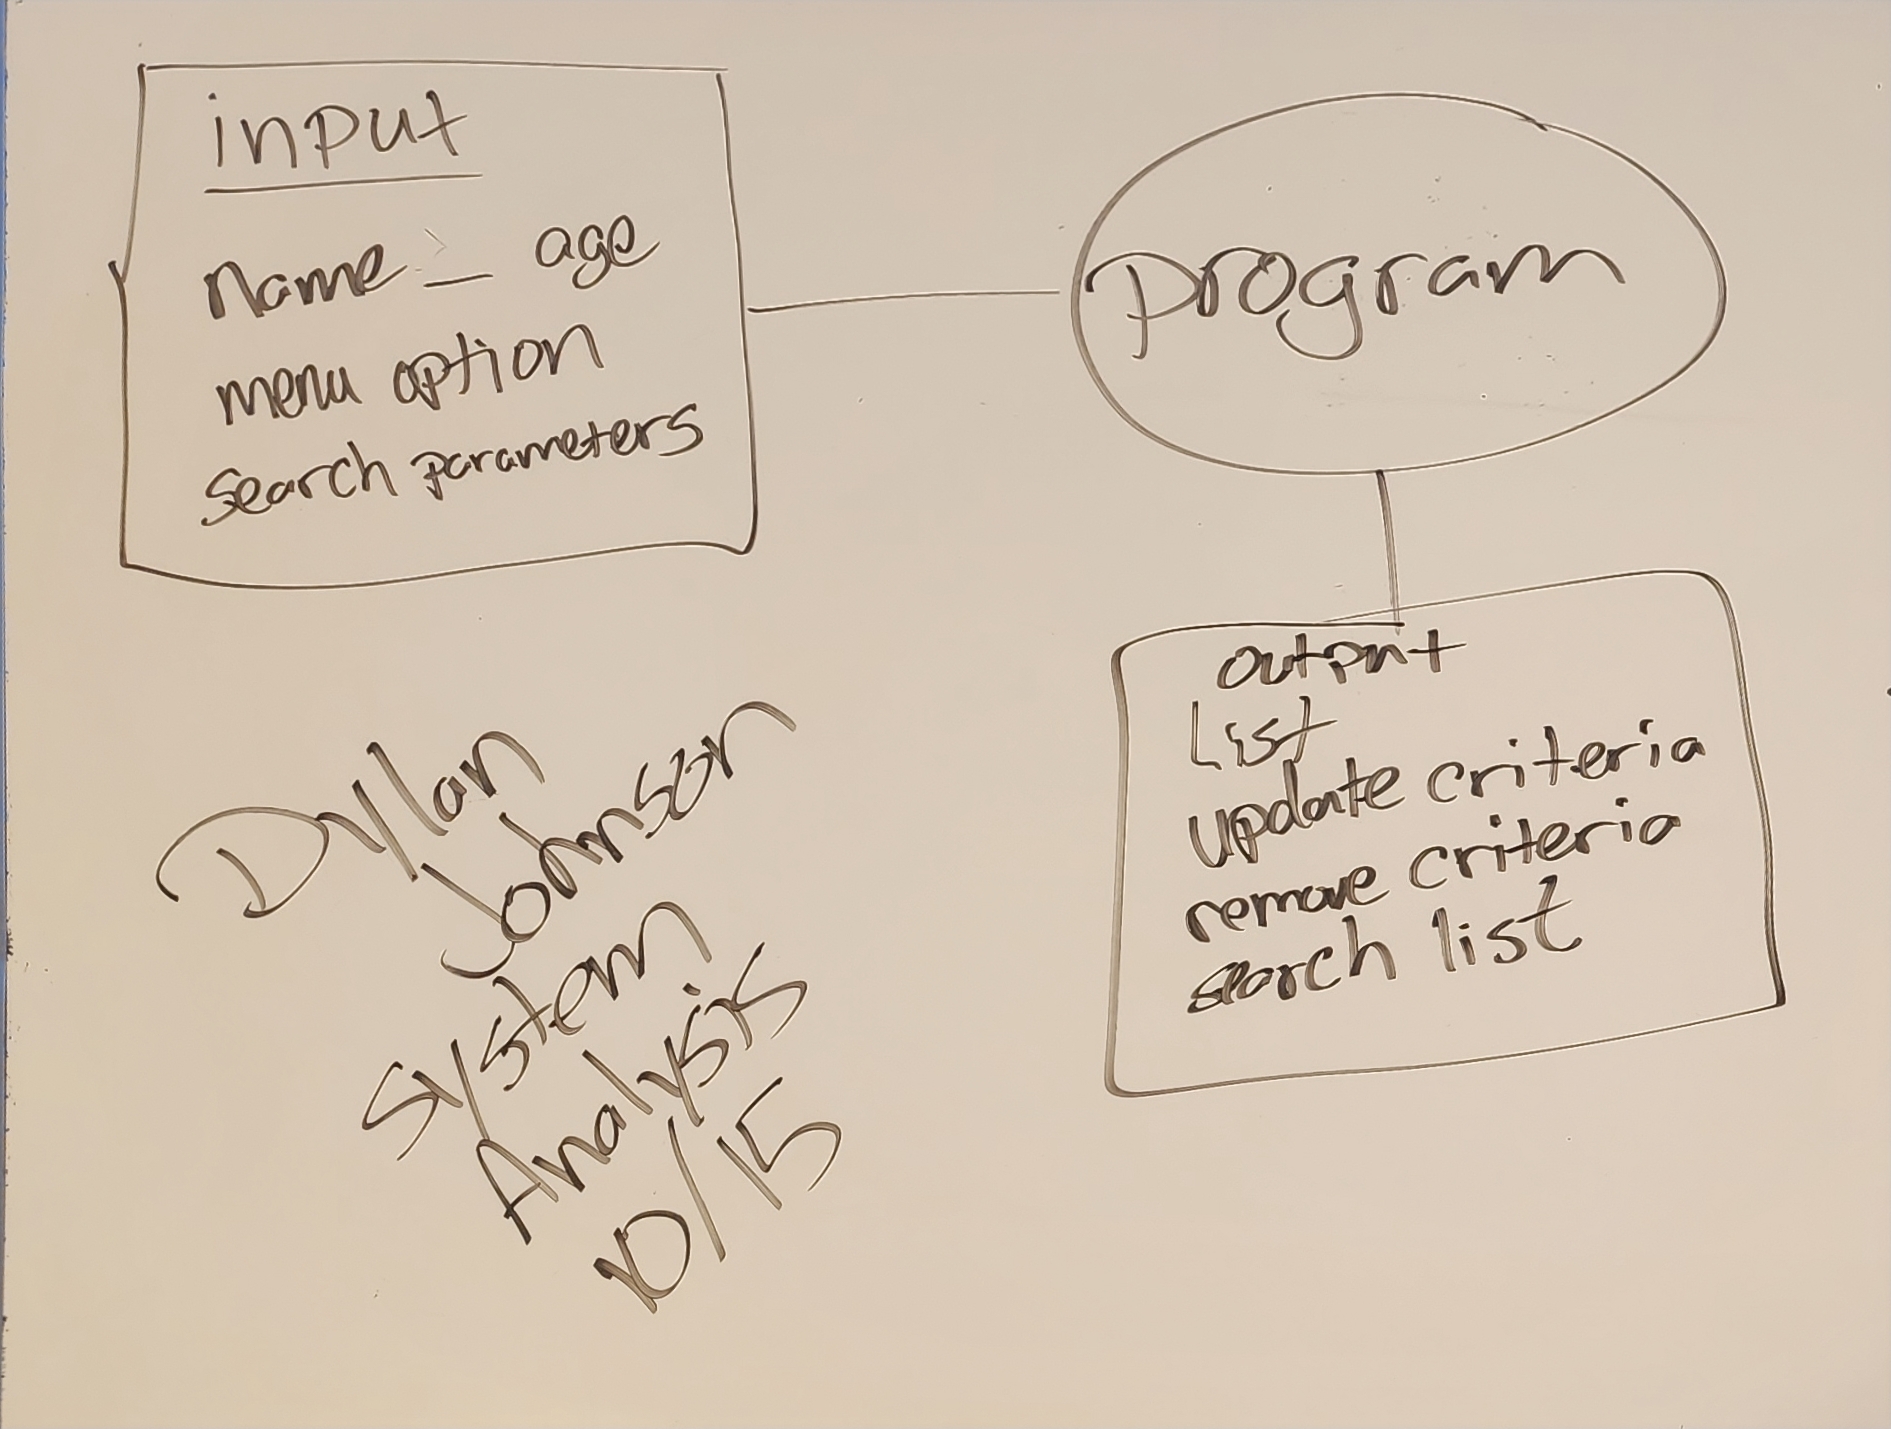 input
name _ age
menu option
search parameters
program
output
List
update criteria
remove criteria
search list
Dylan
Johnson
System
Analysis
10/15